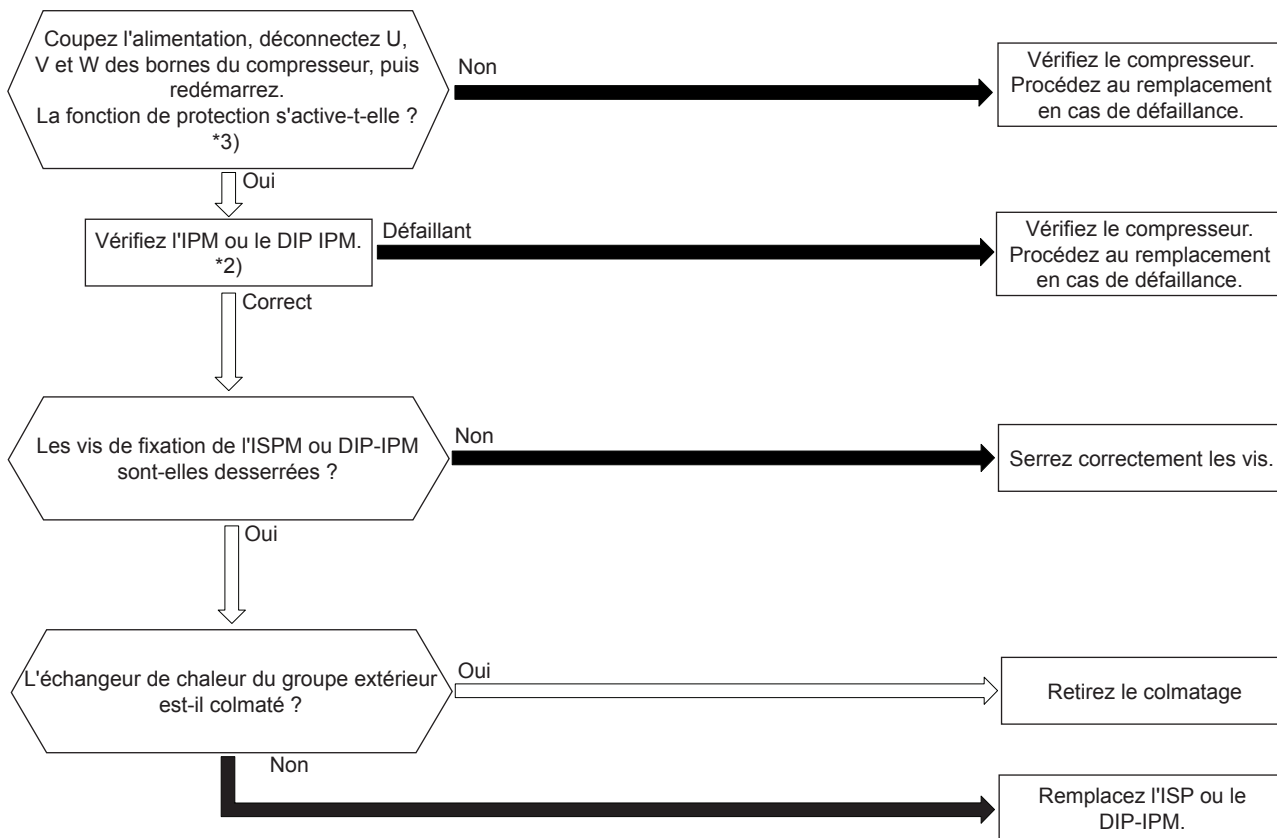 Coupez l'alimentation, déconnectez U,
V et W des bornes du compresseur, puis
redémarrez.
La fonction de protection s'active-t-elle ?
*3)
Non
Vérifiez le compresseur.
Procédez au remplacement
en cas de défaillance.
Oui
Vérifiez l'IPM ou le DIP IPM.
*2)
Défaillant
Vérifiez le compresseur.
Procédez au remplacement
en cas de défaillance.
Correct
Les vis de fixation de l'ISPM ou DIP-IPM
sont-elles desserrées ?
Non
Serrez correctement les vis.
Oui
L'échangeur de chaleur du groupe extérieur
est-il colmaté ?
Oui
Retirez le colmatage
Non
Remplacez l'ISP ou le
DIP-IPM.